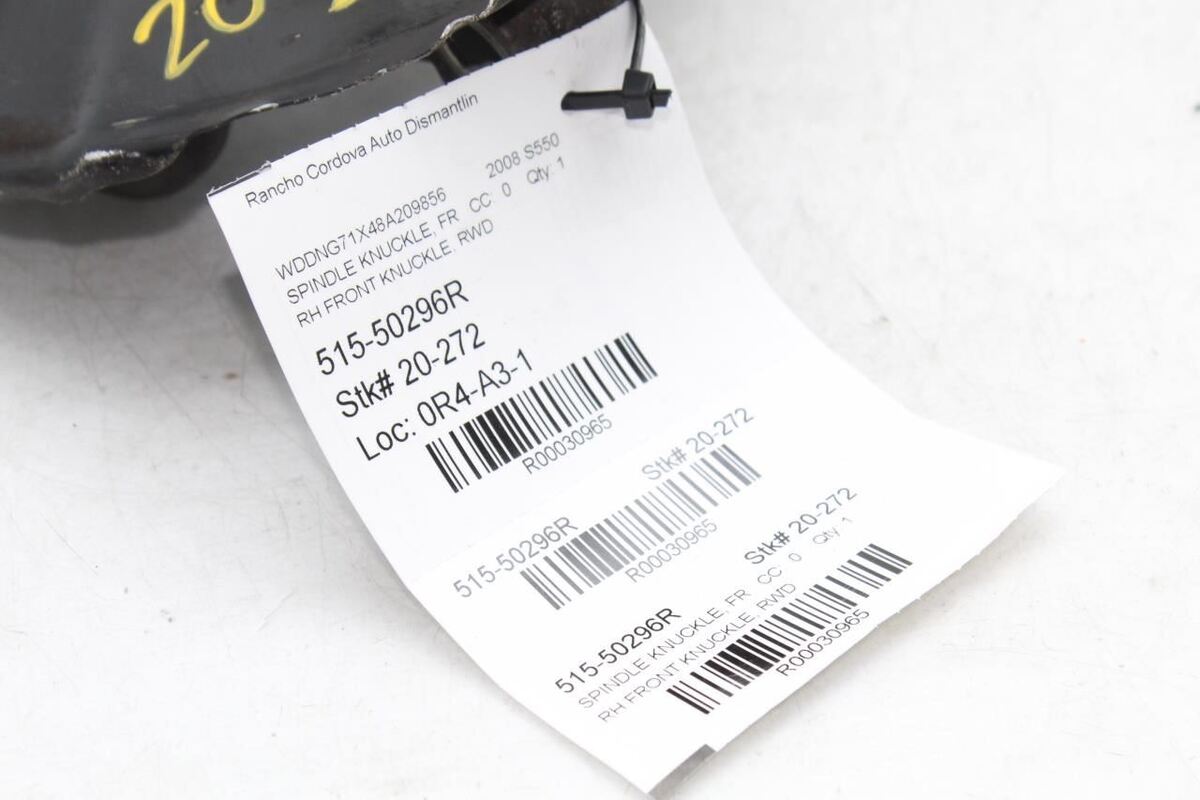 20-
Rancho Cordova Auto Dismantlin
WDDNG71X48A209856 2008 S550
SPINDLE KNUCKLE, FR CC 0 Qty: 1
RH FRONT KNUCKLE, RWD
515-50296R
Stk# 20-272
Loc: 0R4-A3-1
R00030965
515-50296R Stk# 20-272
R00030965
515-50296R Stk# 20-272
SPINDLE KNUCKLE, FR CC 0 Qty 1
RH FRONT KNUCKLE, RWD
R00030965